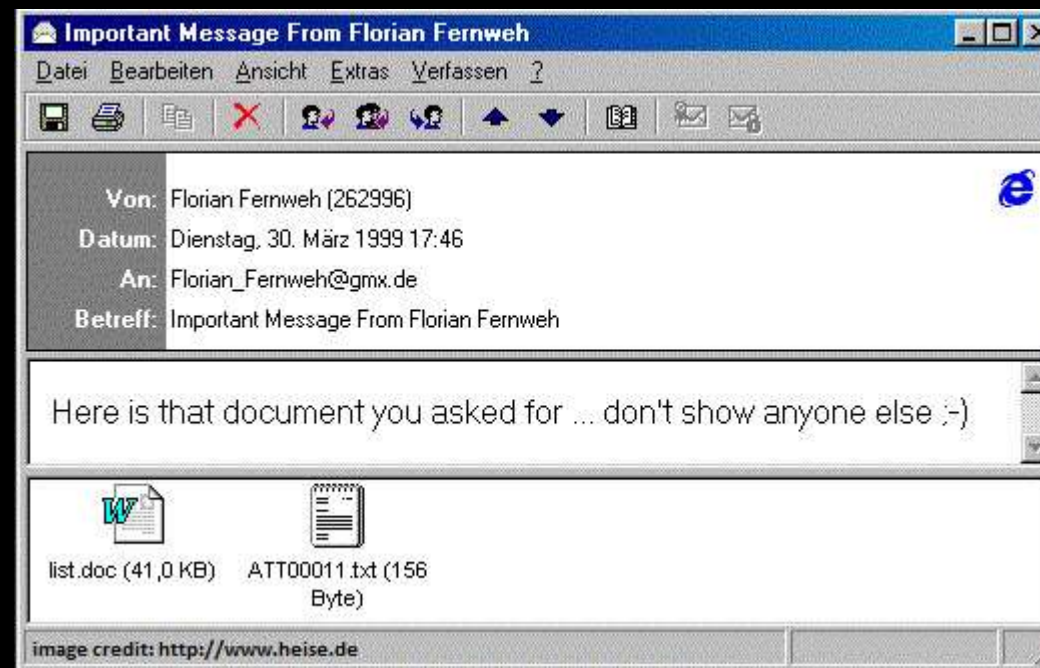 Important Message From Florian Fernweh
Datei Bearbeiten Ansicht Extras Verfassen ?
Von: Florian Fernweh (262996)
Datum: Dienstag, 30. März 1999 17:46
An: Florian_Fernweh@gmx.de
Betreff: Important Message From Florian Fernweh
Here is that document you asked for ... don't show anyone else ;-)
list.doc (41,0 KB) ATT00011.txt (156
Byte)
image credit: http://www.heise.de